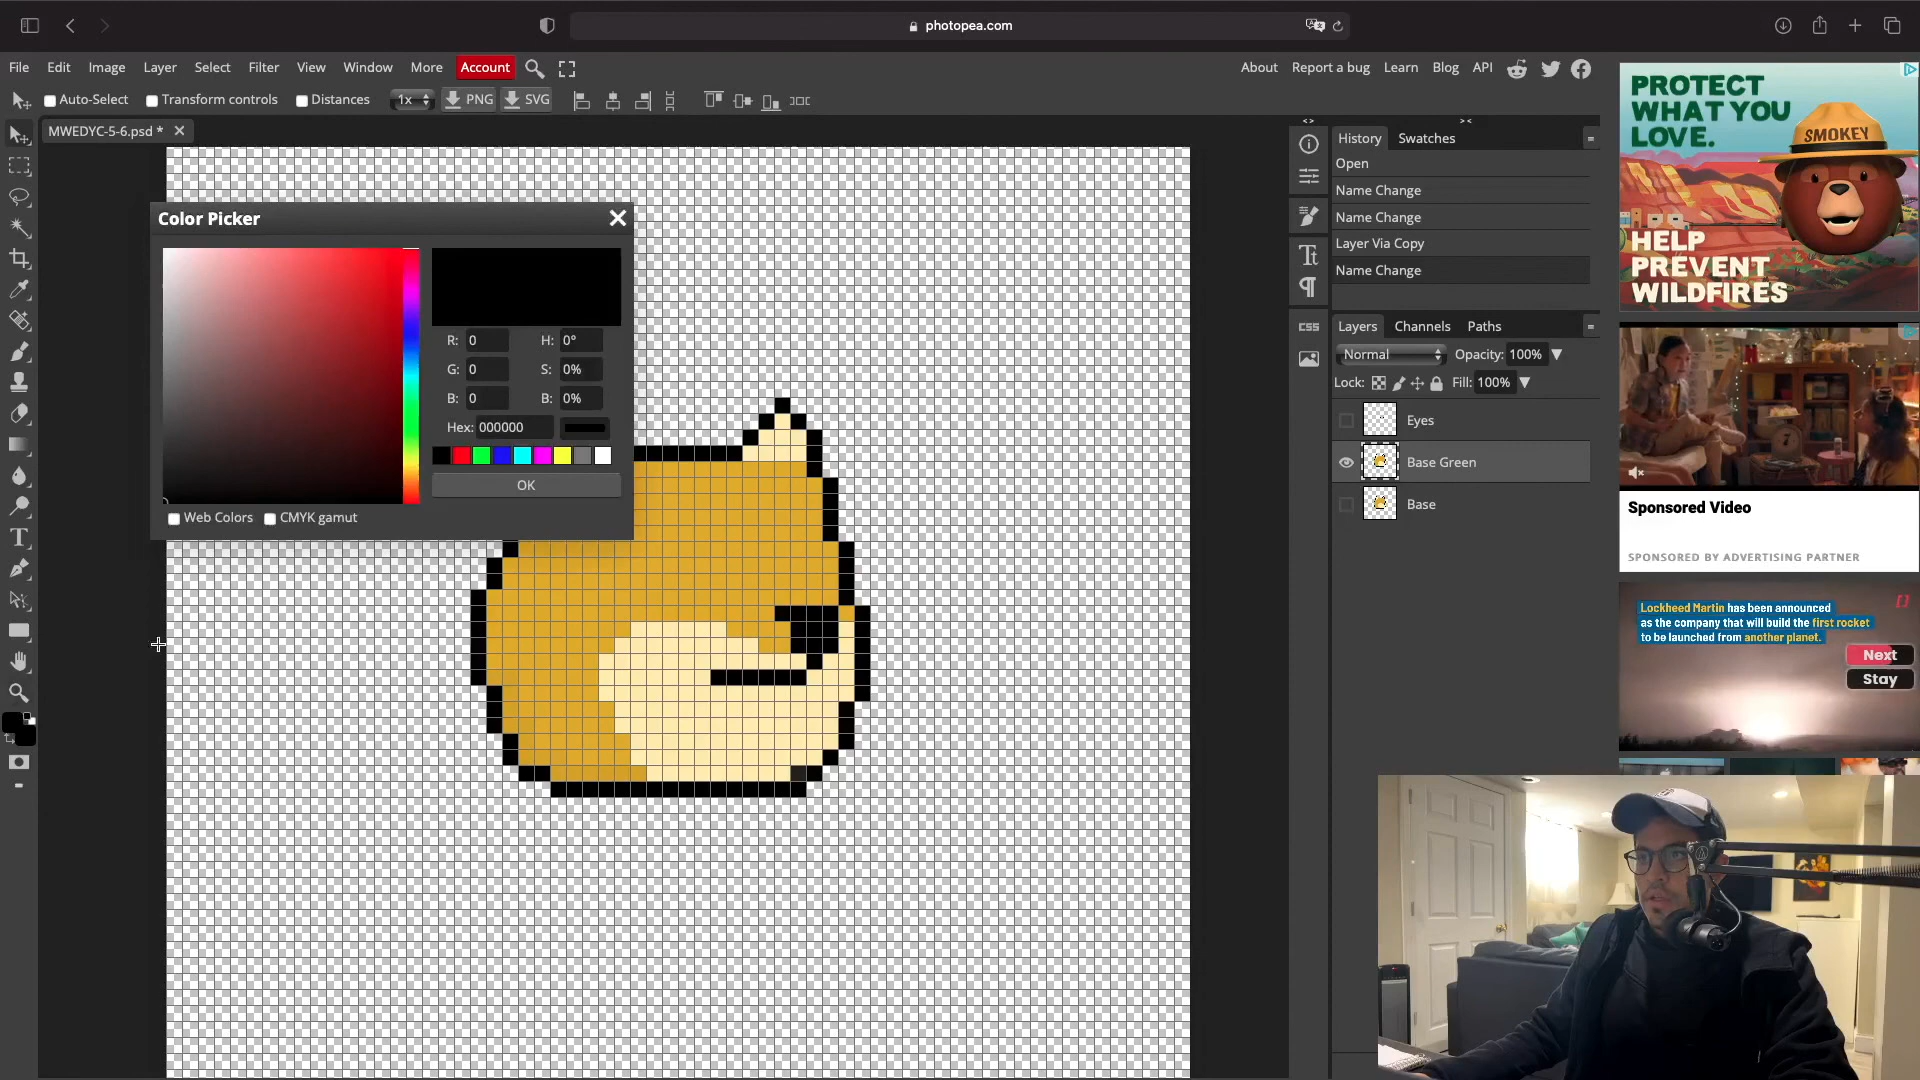 photopea.com
File Edit Image Layer Select Filter View Window More Account
About Report a bug Learn Blog API
Auto-Select Transform controls Distances 1x PNG SVG
MWEDYC-5-6.psd *
Color Picker
R: 0 H: 0°
G: 0 S: 0%
B: 0 B: 0%
Hex: 000000
OK
Web Colors CMYK gamut
History Swatches
Open
Name Change
Name Change
Layer Via Copy
Name Change
CSS
Layers Channels Paths
Normal Opacity: 100%
Lock: Fill: 100%
Eyes
Base Green
Base
PROTECT
WHAT YOU
LOVE.
SMOKEY
HELP
PREVENT
WILDFIRES
Sponsored Video
SPONSORED BY ADVERTISING PARTNER
Lockheed Martin has been announced
as the company that will build the first rocket
to be launched from another planet.
Next
Stay